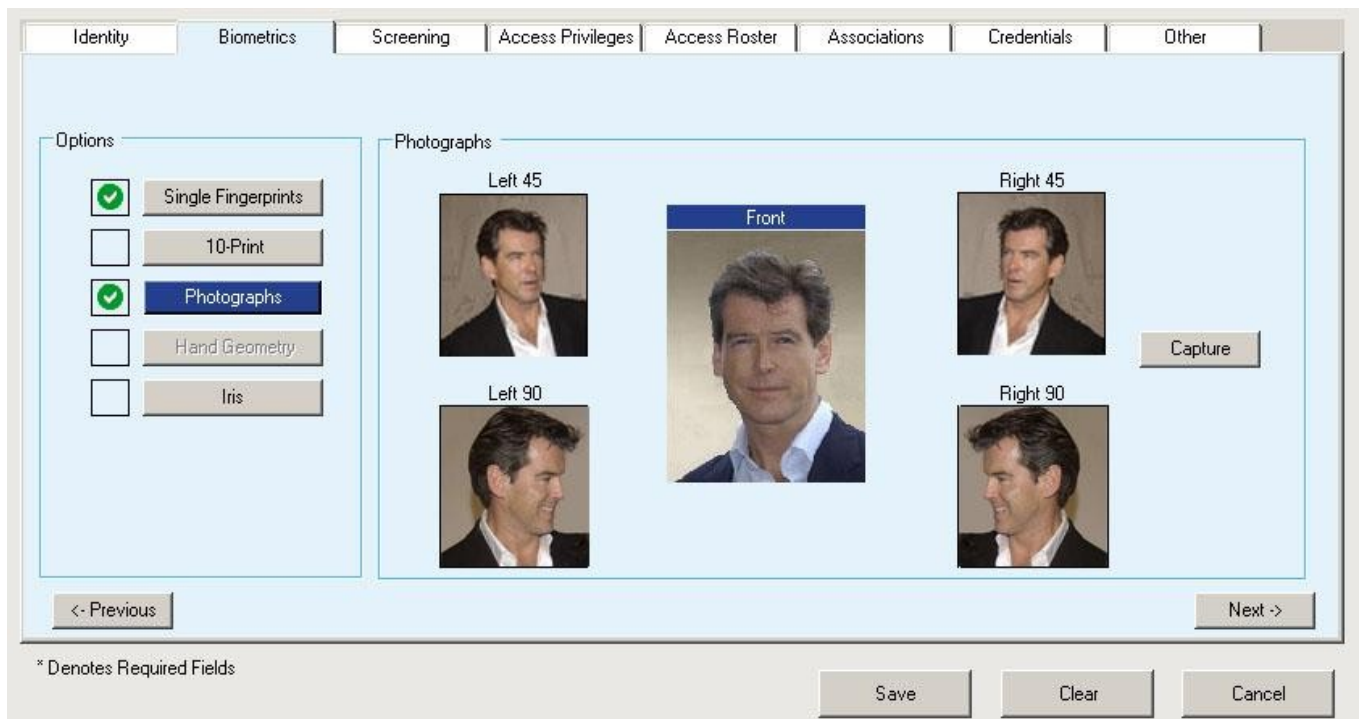 Identity Biometrics Screening Access Privileges Access Roster Associations Credentials Other
Options
Single Fingerprints
10-Print
Photographs
Hand Geometry
Iris
Photographs
Left 45
Front
Right 45
Left 90
Right 90
Capture
<- Previous
Next ->
* Denotes Required Fields
Save Clear Cancel